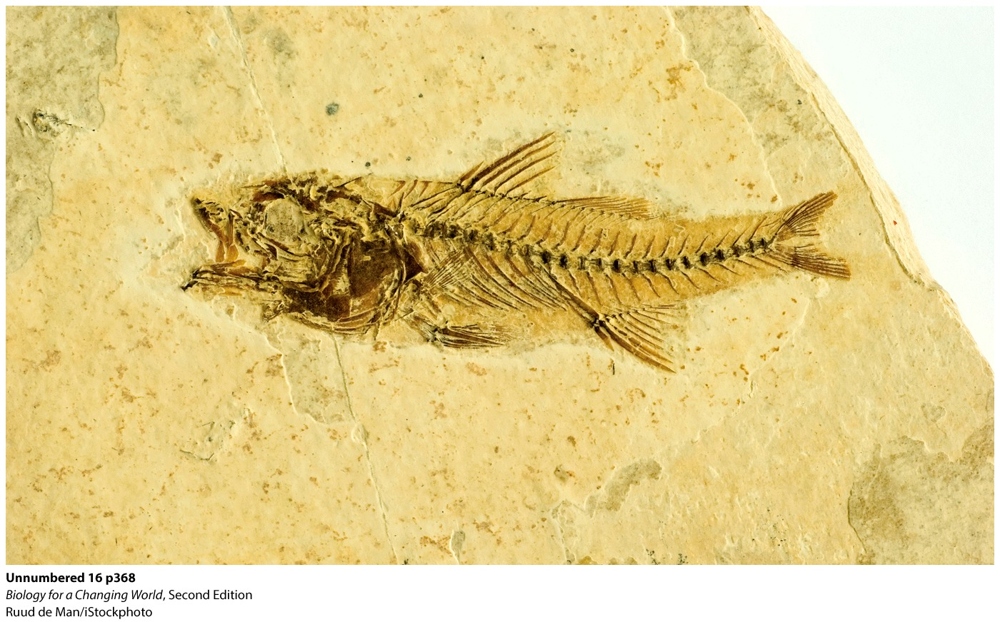 Unnumbered 16 p368
Biology for a Changing World, Second Edition
Ruud de Man/iStockphoto